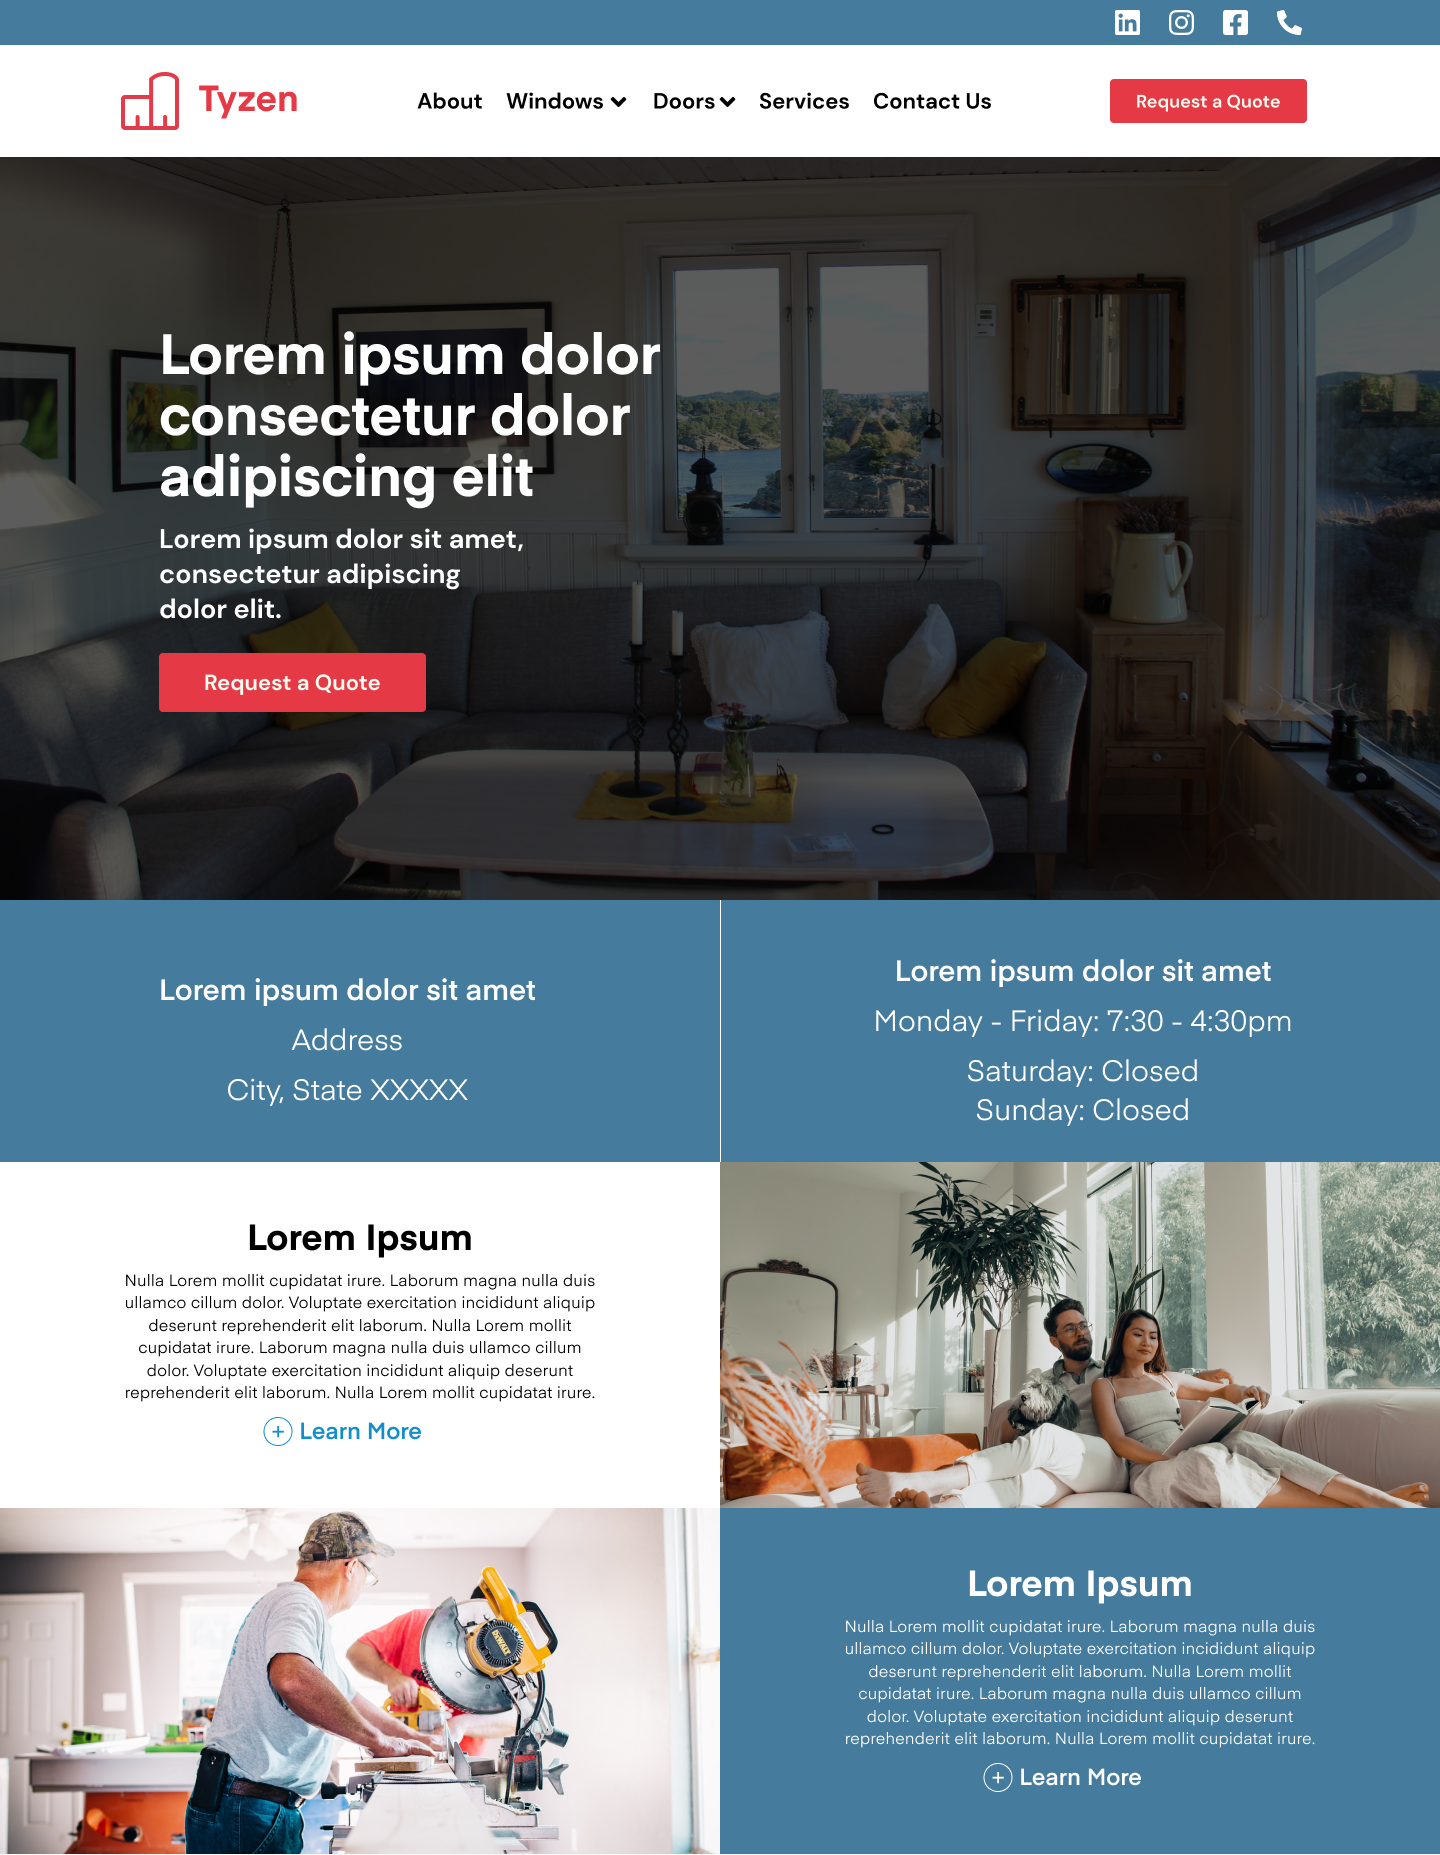 Tyzen
About Windows Doors Services Contact Us
Request a Quote
Lorem ipsum dolor
consectetur dolor
adipiscing elit
Lorem ipsum dolor sit amet,
consectetur adipiscing
dolor elit.
Request a Quote
Lorem ipsum dolor sit amet
Address
City, State XXXXX
Lorem ipsum dolor sit amet
Monday - Friday: 7:30 - 4:30pm
Saturday: Closed
Sunday: Closed
Lorem Ipsum
Nulla Lorem mollit cupidatat irure. Laborum magna nulla duis
ullamco cillum dolor. Voluptate exercitation incididunt aliquip
deserunt reprehenderit elit laborum. Nulla Lorem mollit
cupidatat irure. Laborum magna nulla duis ullamco cillum
dolor. Voluptate exercitation incididunt aliquip deserunt
reprehenderit elit laborum. Nulla Lorem mollit cupidatat irure.
Learn More
DEWALT
Lorem Ipsum
Nulla Lorem mollit cupidatat irure. Laborum magna nulla duis
ullamco cillum dolor. Voluptate exercitation incididunt aliquip
deserunt reprehenderit elit laborum. Nulla Lorem mollit
cupidatat irure. Laborum magna nulla duis ullamco cillum
dolor. Voluptate exercitation incididunt aliquip deserunt
reprehenderit elit laborum. Nulla Lorem mollit cupidatat irure.
Learn More